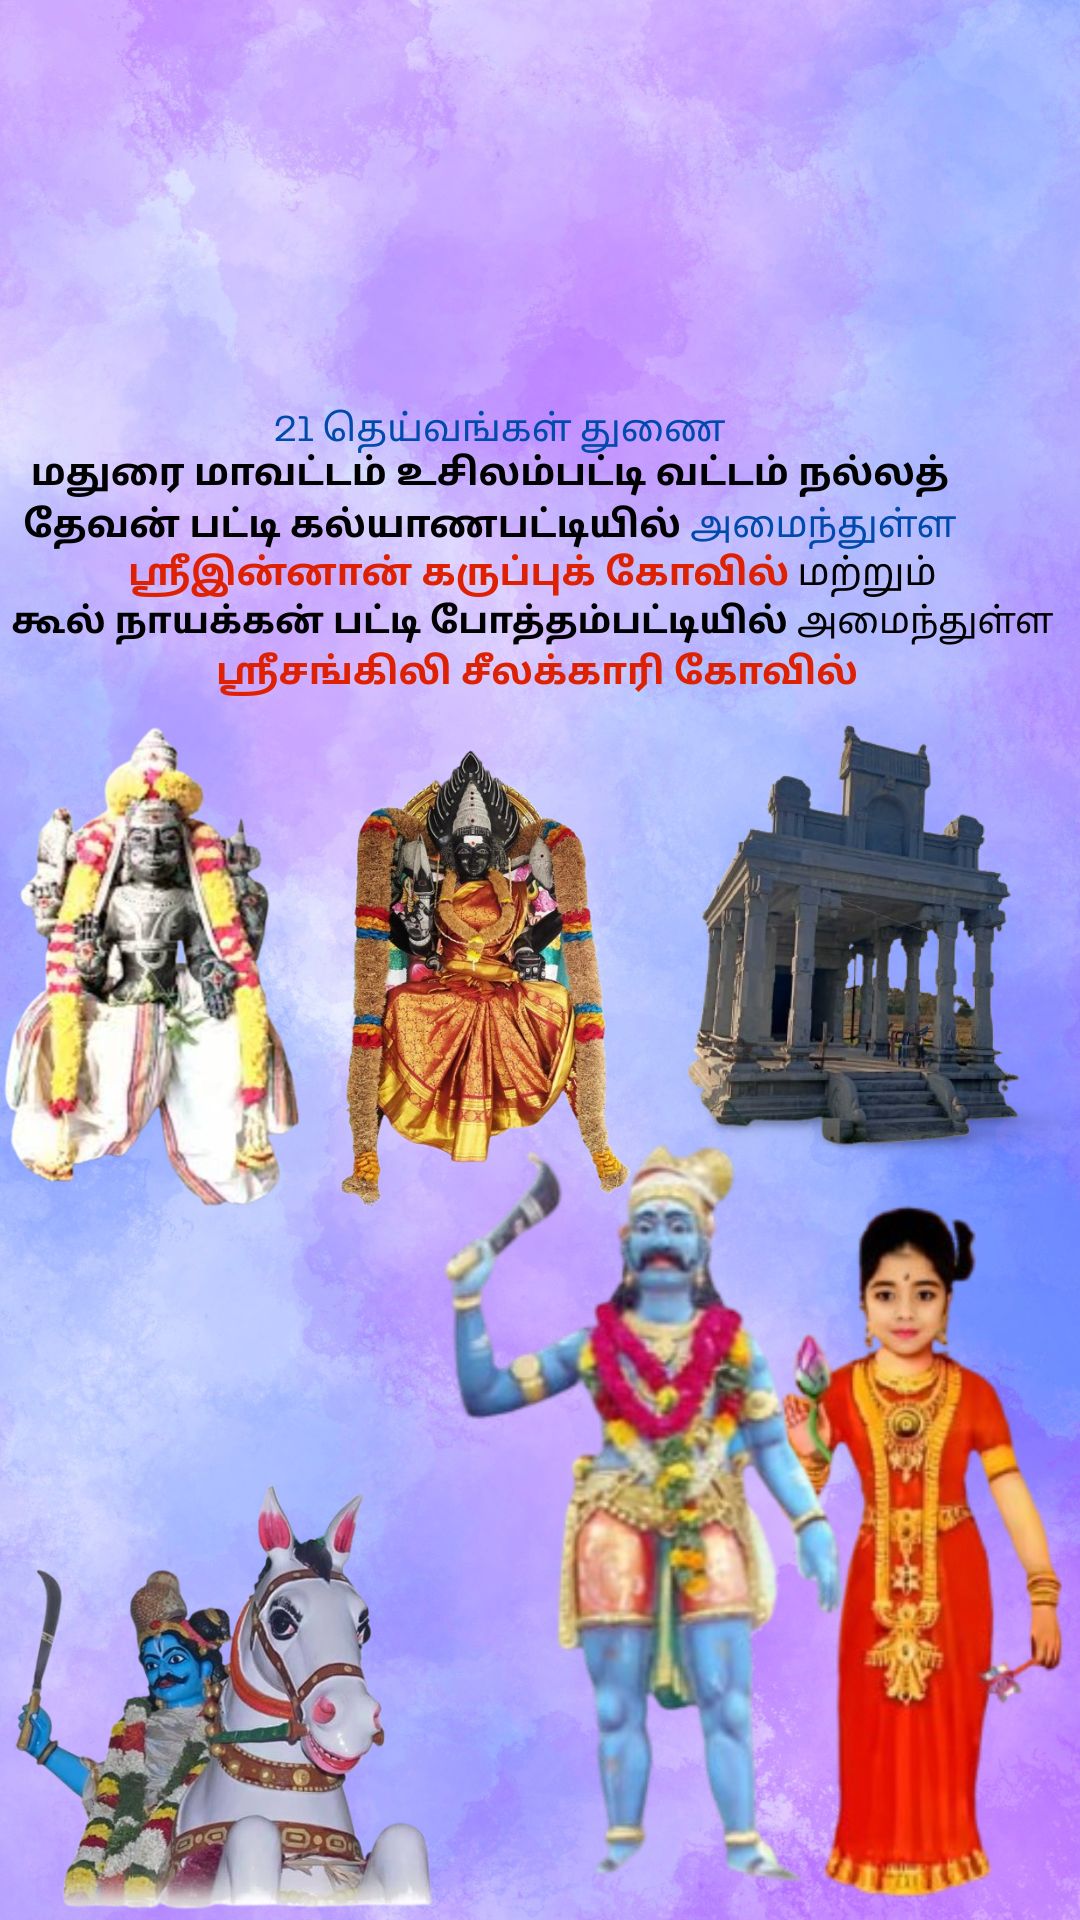 21 தெய்வங்கள் துணை
மதுரை மாவட்டம் உசிலம்பட்டி வட்டம் நல்லத்
தேவன் பட்டி கல்யாணபட்டியில் அமைந்துள்ள
ஸ்ரீஇன்னான் கருப்புக் கோவில் மற்றும்
கூல் நாயக்கன் பட்டி போத்தம்பட்டியில் அமைந்துள்ள
ஸ்ரீசங்கிலி சீலக்காரி கோவில்